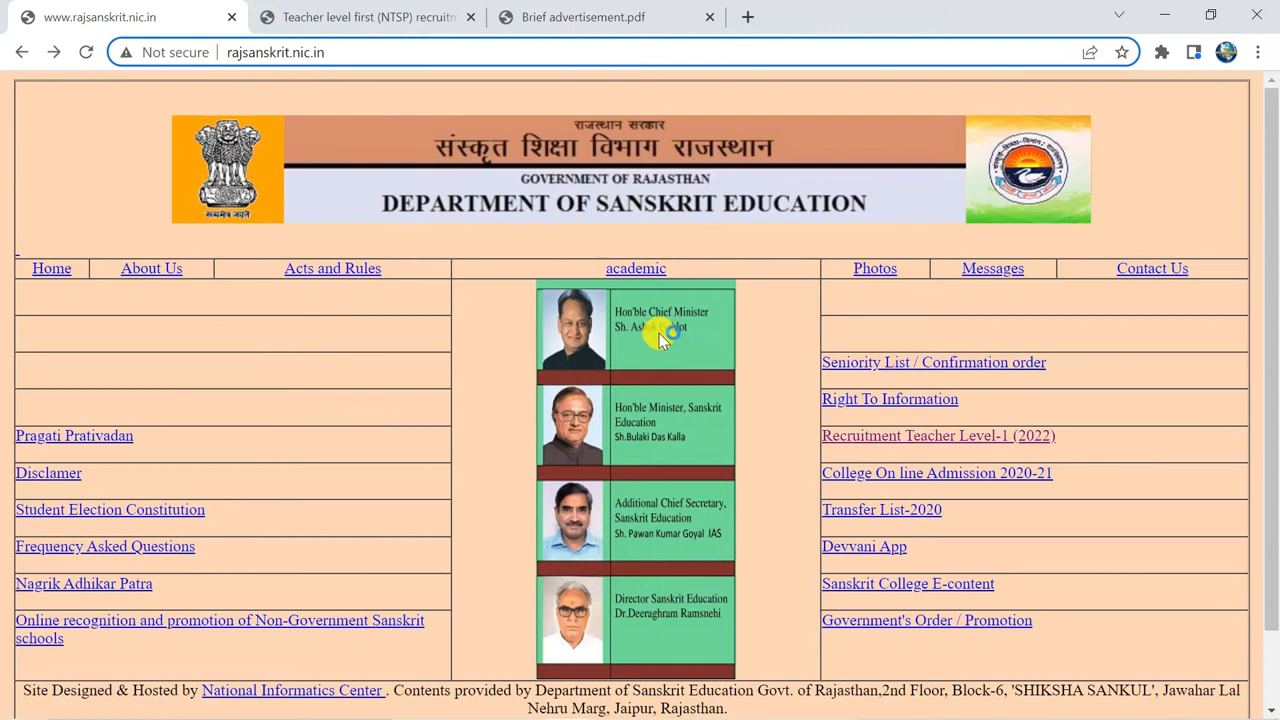 www.rajsanskrit.nic.in
Teacher level first (NTSP) recruitm
Brief advertisement.pdf
Not secure
rajsanskrit.nic.in
सत्यमेव जयते
राजस्थान सरकार
संस्कृत शिक्षा विभाग राजस्थान
GOVERNMENT OF RAJASTHAN
DEPARTMENT OF SANSKRIT EDUCATION
Home
About Us
Acts and Rules
academic
Photos
Messages
Contact Us
Pragati Prativadan
Disclamer
Student Election Constitution
Frequency Asked Questions
Nagrik Adhikar Patra
Online recognition and promotion of Non-Government Sanskrit
schools
Hon'ble Chief Minister
Sh.
Hon'ble Minister, Sanskrit
Education
Sh.Bulaki Das Kalla
Additional Chief Secretary,
Sanskrit Education
Sh. Pawan Kumar Goyal IAS
Director Sanskrit Education
Dr.Deeraghram Ramsnehi
Seniority List / Confirmation order
Right To Information
Recruitment Teacher Level-1 (2022)
College On line Admission 2020-21
Transfer List-2020
Devvani App
Sanskrit College E-content
Government's Order / Promotion
Site Designed & Hosted by National Informatics Center . Contents provided by Department of Sanskrit Education Govt. of Rajasthan,2nd Floor, Block-6, 'SHIKSHA SANKUL', Jawahar Lal
Nehru Marg, Jaipur, Rajasthan.